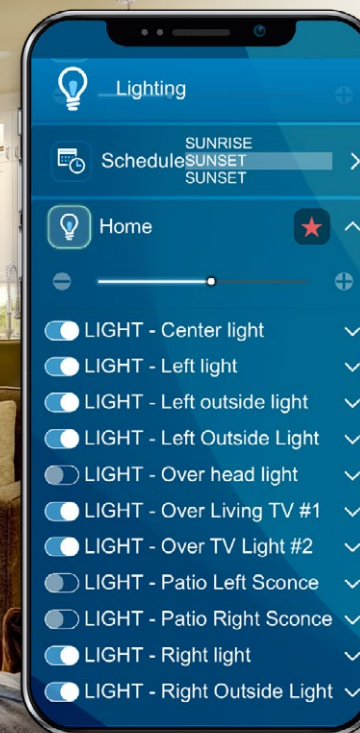 Lighting
SUNRISE
Schedule SUNSET
SUNSET
Home
LIGHT - Center light
LIGHT - Left light
LIGHT - Left outside light
LIGHT - Left Outside Light
LIGHT - Over head light
LIGHT - Over Living TV #1
LIGHT - Over TV Light #2
LIGHT - Patio Left Sconce
LIGHT - Patio Right Sconce
LIGHT - Right light
LIGHT - Right Outside Light